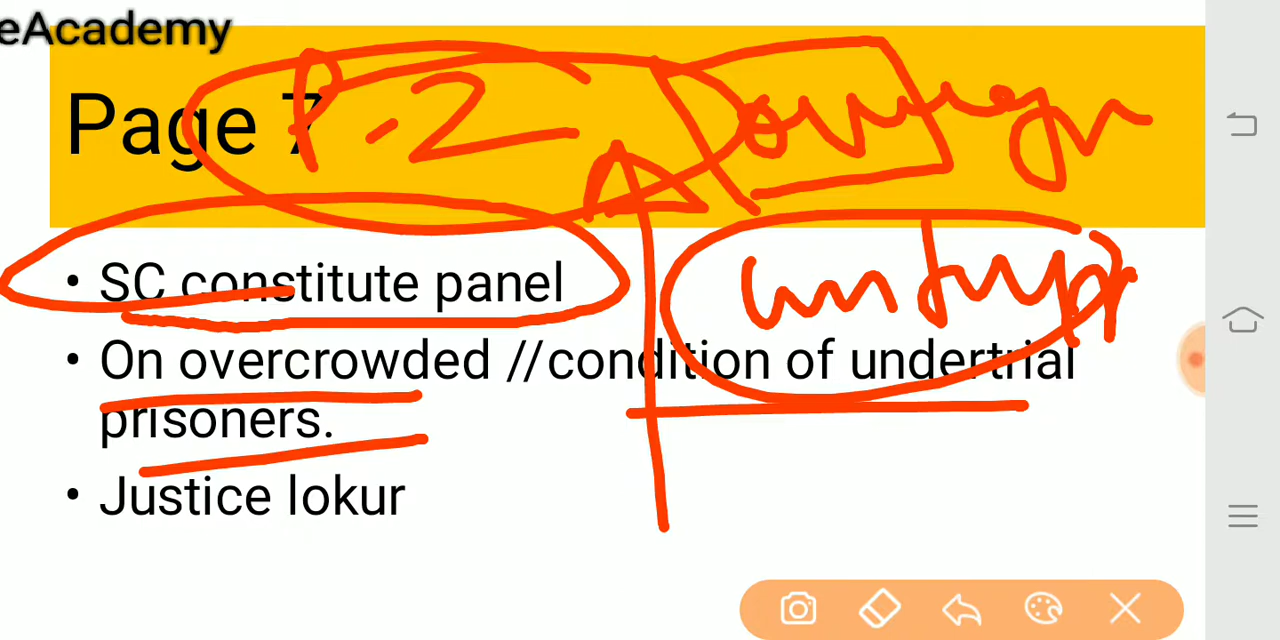 eAcademy
Page 7
P-2
• SC constitute panel
• On overcrowded //condition of undertrial
prisoners.
• Justice lokur